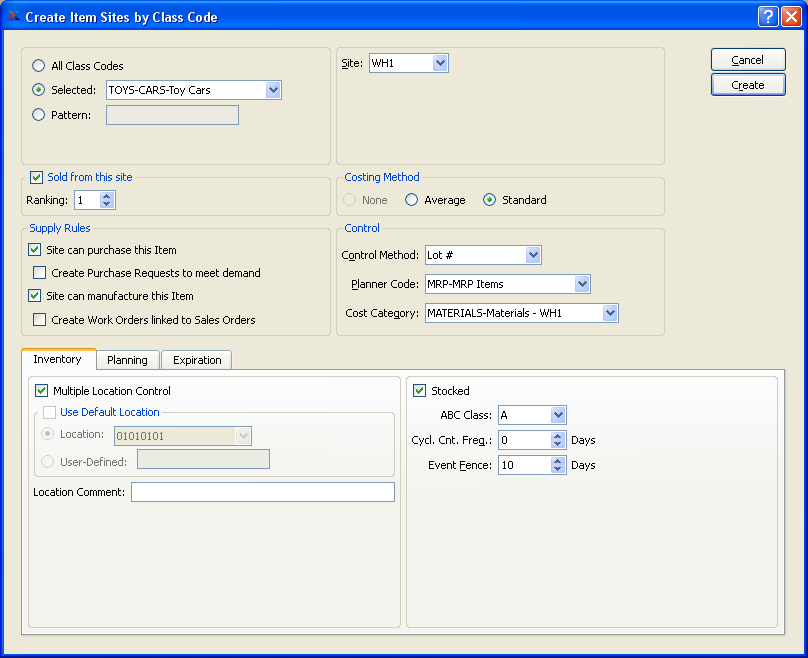 Create Item Sites by Class Code
All Class Codes
Selected: TOYS-CARS-Toy Cars
Pattern:
Site: WH1
Cancel
Create
Sold from this site
Ranking: 1
Costing Method
None Average Standard
Supply Rules
Site can purchase this Item
Create Purchase Requests to meet demand
Site can manufacture this Item
Create Work Orders linked to Sales Orders
Control
Control Method: Lot #
Planner Code: MRP-MRP Items
Cost Category: MATERIALS-Materials - WH1
Inventory Planning Expiration
Multiple Location Control
Use Default Location
Location: 01010101
User-Defined:
Location Comment:
Stocked
ABC Class: A
Cycl. Cnt. Freq.: 0 Days
Event Fence: 10 Days